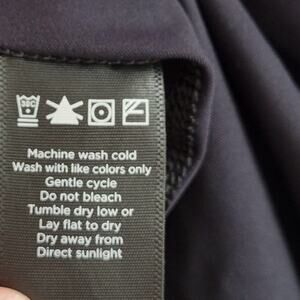 30C
Machine wash cold
Wash with like colors only
Gentle cycle
Do not bleach
Tumble dry low or
Lay flat to dry
Dry away from
Direct sunlight